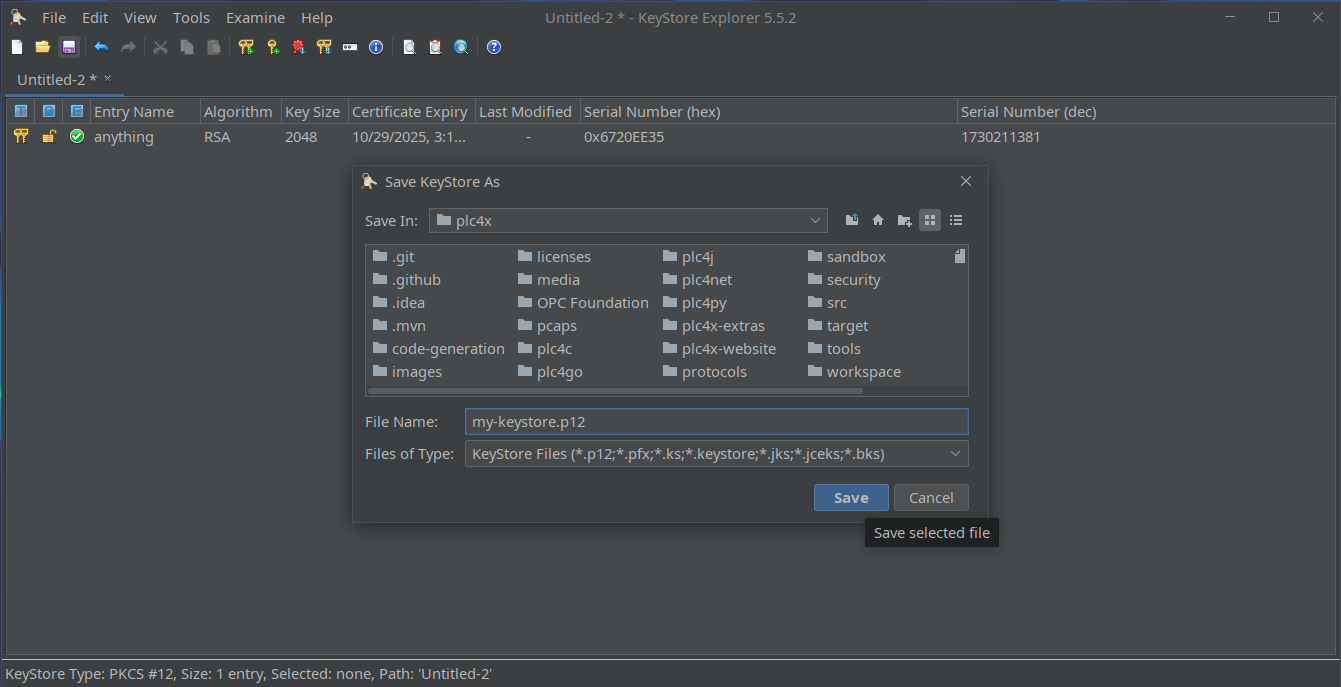 File Edit View Tools Examine Help Untitled-2 * - KeyStore Explorer 5.5.2
Untitled-2 * ×
Entry Name Algorithm Key Size Certificate Expiry Last Modified Serial Number (hex) Serial Number (dec)
anything RSA 2048 10/29/2025, 3:1... - 0x6720EE35 1730211381
Save KeyStore As
Save In: plc4x
.git licenses plc4j sandbox
.github media plc4net security
.idea OPC Foundation plc4py src
.mvn pcaps plc4x-extras target
code-generation plc4c plc4x-website tools
images plc4go protocols workspace
File Name: my-keystore.p12
Files of Type: KeyStore Files (*.p12;*.pfx;*.ks;*.keystore;*.jks;*.jceks;*.bks)
Save Cancel
Save selected file
KeyStore Type: PKCS #12, Size: 1 entry, Selected: none, Path: 'Untitled-2'